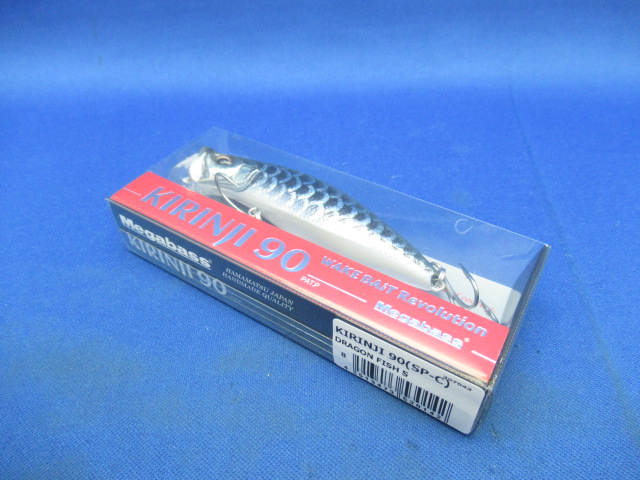 KIRINJI 90
PAT.P
WAKE BAIT Revolution
Megabass®
Megabass®
KIRINJI 90
HAMAMATSU JAPAN
HANDMADE QUALITY
KIRINJI 90(SP-C)
DRAGON FISH S